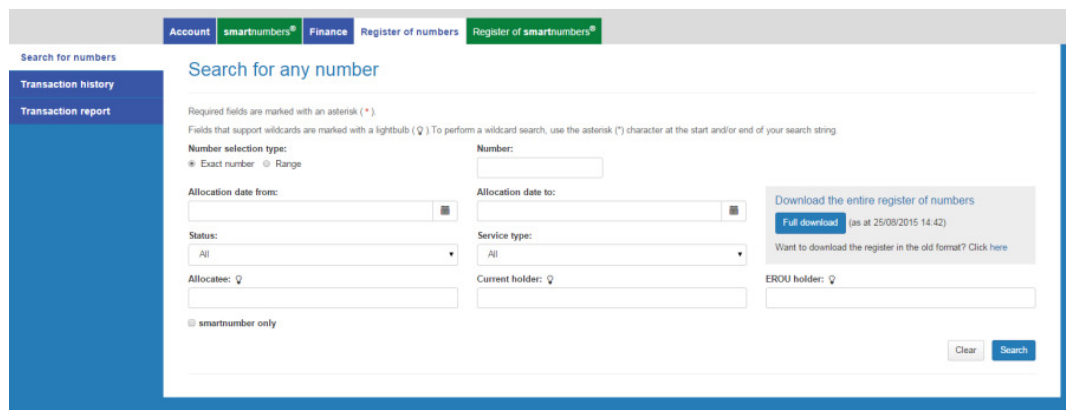 Account smartnumbers® Finance Register of numbers Register of smartnumbers®
Search for numbers
Transaction history
Transaction report
Search for any number
Required fields are marked with an asterisk ( * ).
Fields that support wildcards are marked with a lightbulb ( ). To perform a wildcard search, use the asterisk (*) character at the start and/or end of your search string.
Number selection type: Number:
Exact number Range
Allocation date from: Allocation date to:
Download the entire register of numbers
Full download (as at 25/08/2015 14:42)
Want to download the register in the old format? Click here
Status: Service type:
All All
Allocatee: Current holder: EROU holder:
smartnumber only
Clear Search